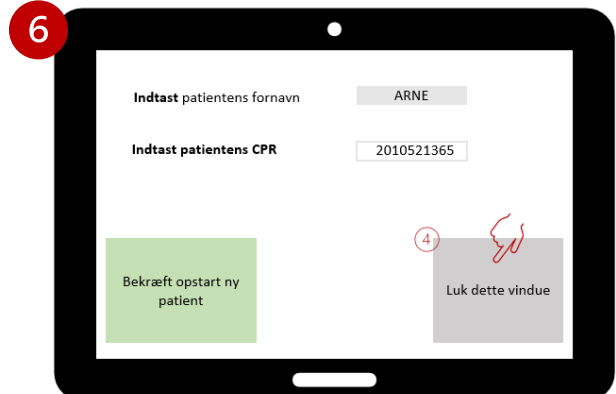 6
Indtast patientens fornavn
ARNE
Indtast patientens CPR
2010521365
4
Bekræft opstart ny
patient
Luk dette vindue